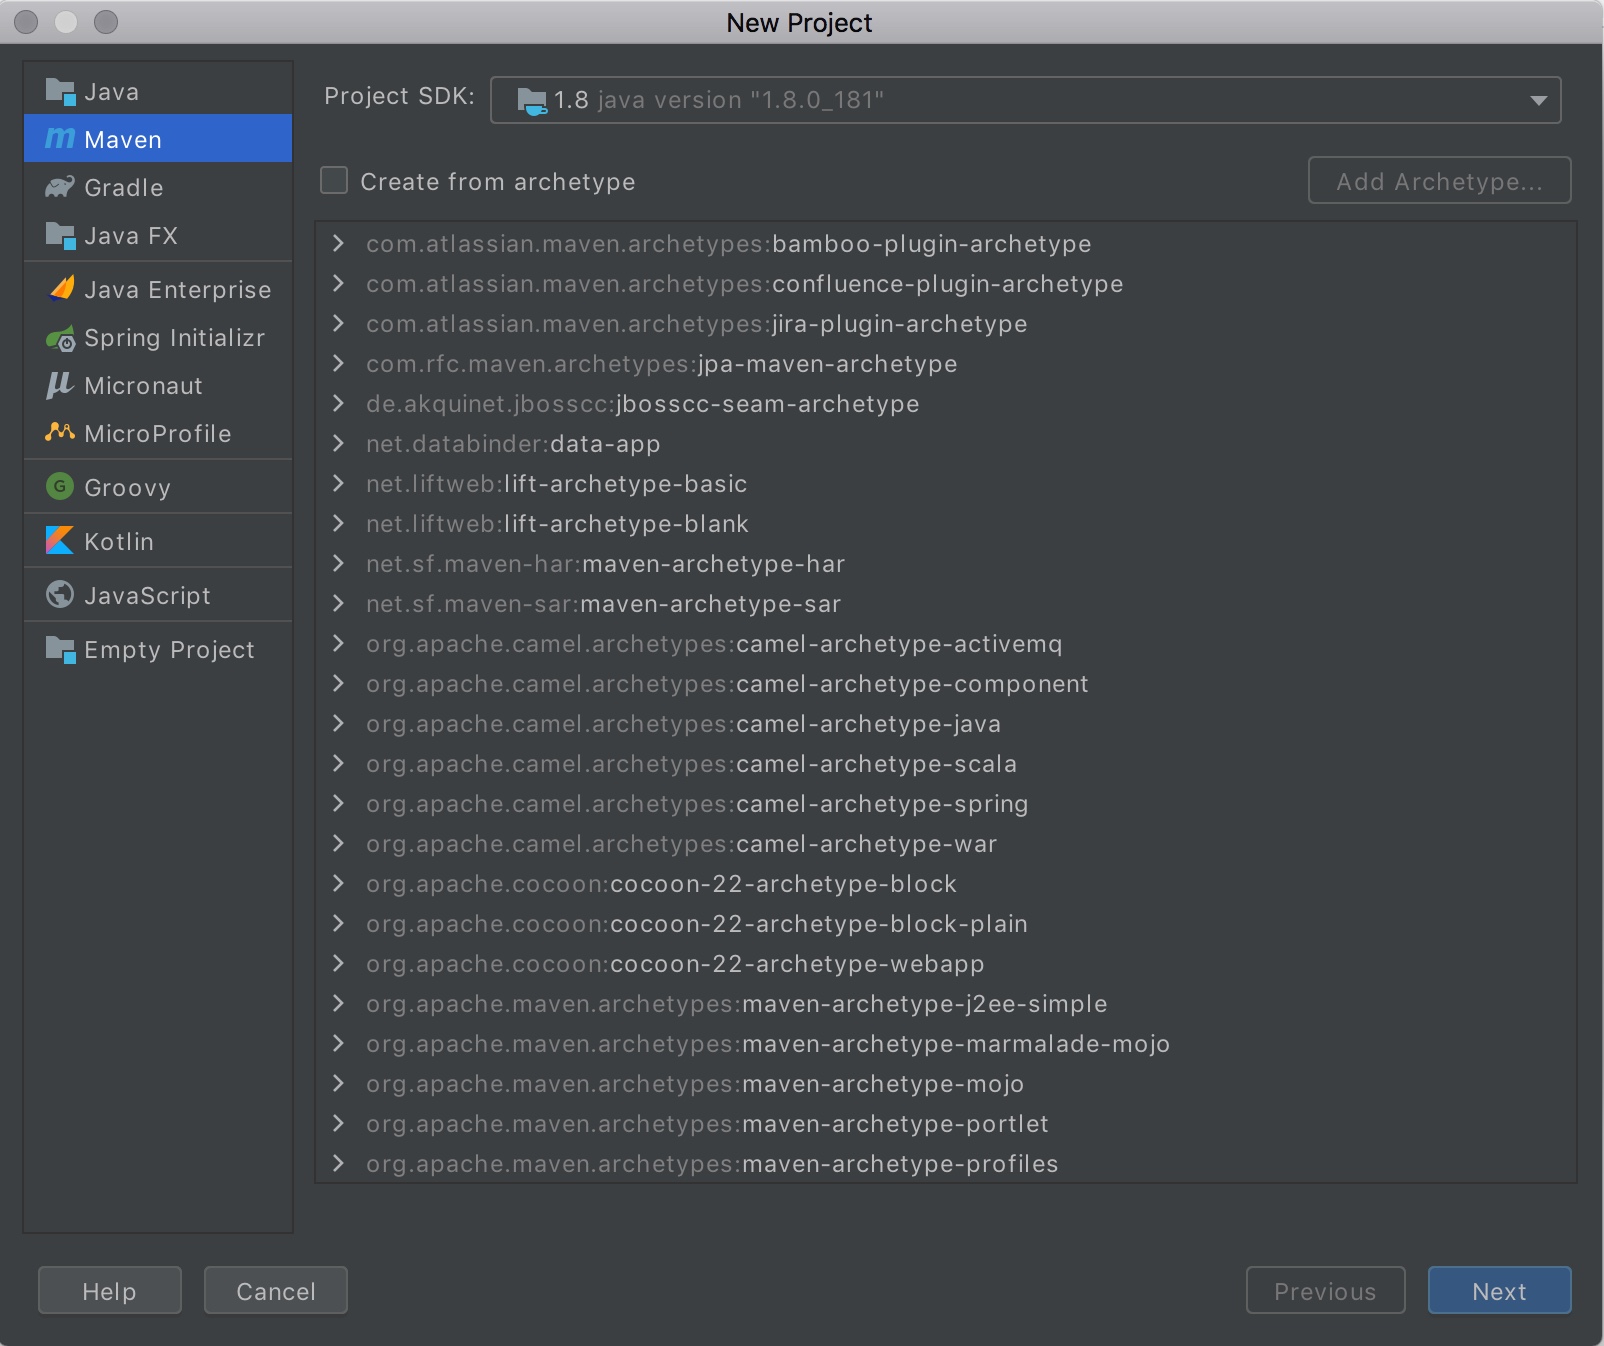 New Project
Java
Maven
Gradle
Java FX
Java Enterprise
Spring Initializr
Micronaut
MicroProfile
G Groovy
Kotlin
JavaScript
Empty Project
Project SDK: 1.8 java version "1.8.0_181"
Create from archetype
Add Archetype...
com.atlassian.maven.archetypes:bamboo-plugin-archetype
com.atlassian.maven.archetypes:confluence-plugin-archetype
com.atlassian.maven.archetypes:jira-plugin-archetype
com.rfc.maven.archetypes:jpa-maven-archetype
de.akquinet.jbosscc:jbosscc-seam-archetype
net.databinder:data-app
net.liftweb:lift-archetype-basic
net.liftweb:lift-archetype-blank
net.sf.maven-har:maven-archetype-har
net.sf.maven-sar:maven-archetype-sar
org.apache.camel.archetypes:camel-archetype-activemq
org.apache.camel.archetypes:camel-archetype-component
org.apache.camel.archetypes:camel-archetype-java
org.apache.camel.archetypes:camel-archetype-scala
org.apache.camel.archetypes:camel-archetype-spring
org.apache.camel.archetypes:camel-archetype-war
org.apache.cocoon:cocoon-22-archetype-block
org.apache.cocoon:cocoon-22-archetype-block-plain
org.apache.cocoon:cocoon-22-archetype-webapp
org.apache.maven.archetypes:maven-archetype-j2ee-simple
org.apache.maven.archetypes:maven-archetype-marmalade-mojo
org.apache.maven.archetypes:maven-archetype-mojo
org.apache.maven.archetypes:maven-archetype-portlet
org.apache.maven.archetypes:maven-archetype-profiles
Help
Cancel
Previous
Next